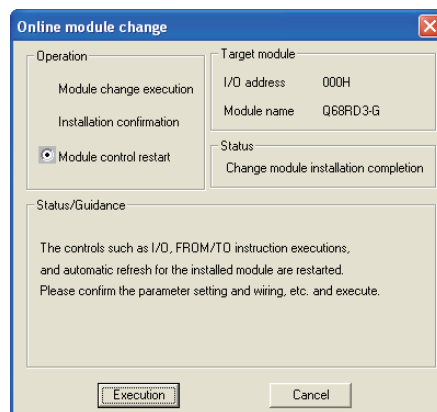 Online module change
Operation
Module change execution
Installation confirmation
Module control restart
Target module
I/O address 000H
Module name Q68RD3-G
Status
Change module installation completion
Status/Guidance
The controls such as I/O, FROM/TO instruction executions,
and automatic refresh for the installed module are restarted.
Please confirm the parameter setting and wiring, etc. and execute.
Execution
Cancel